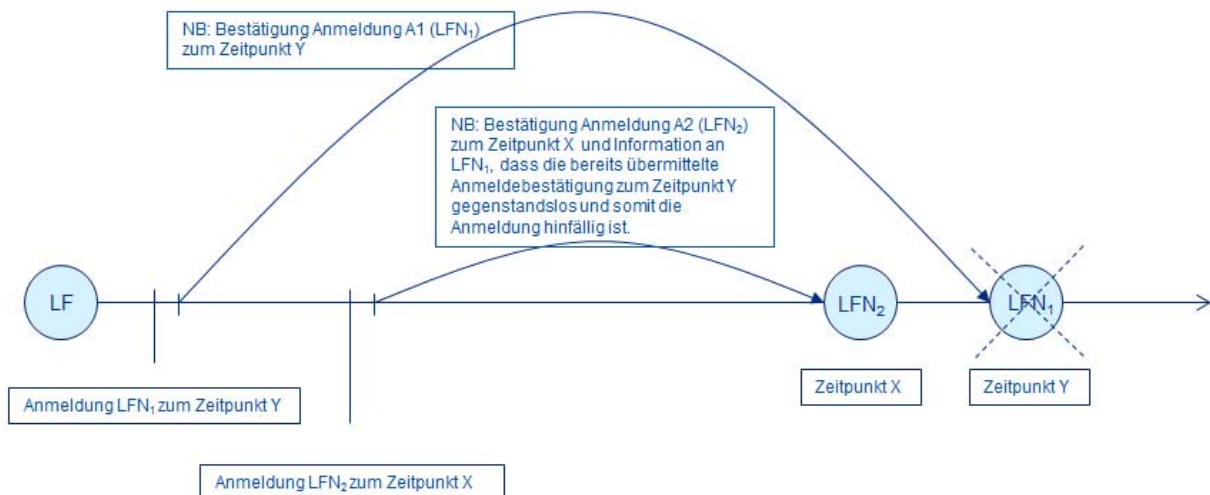 NB: Bestätigung Anmeldung A1 (LFN₁)
zum Zeitpunkt Y
NB: Bestätigung Anmeldung A2 (LFN₂)
zum Zeitpunkt X und Information an
LFN₁, dass die bereits übermittelte
Anmeldebestätigung zum Zeitpunkt Y
gegenstandslos und somit die
Anmeldung hinfällig ist.
LF
LFN₂
LFN₁
Zeitpunkt X
Zeitpunkt Y
Anmeldung LFN₁ zum Zeitpunkt Y
Anmeldung LFN₂ zum Zeitpunkt X